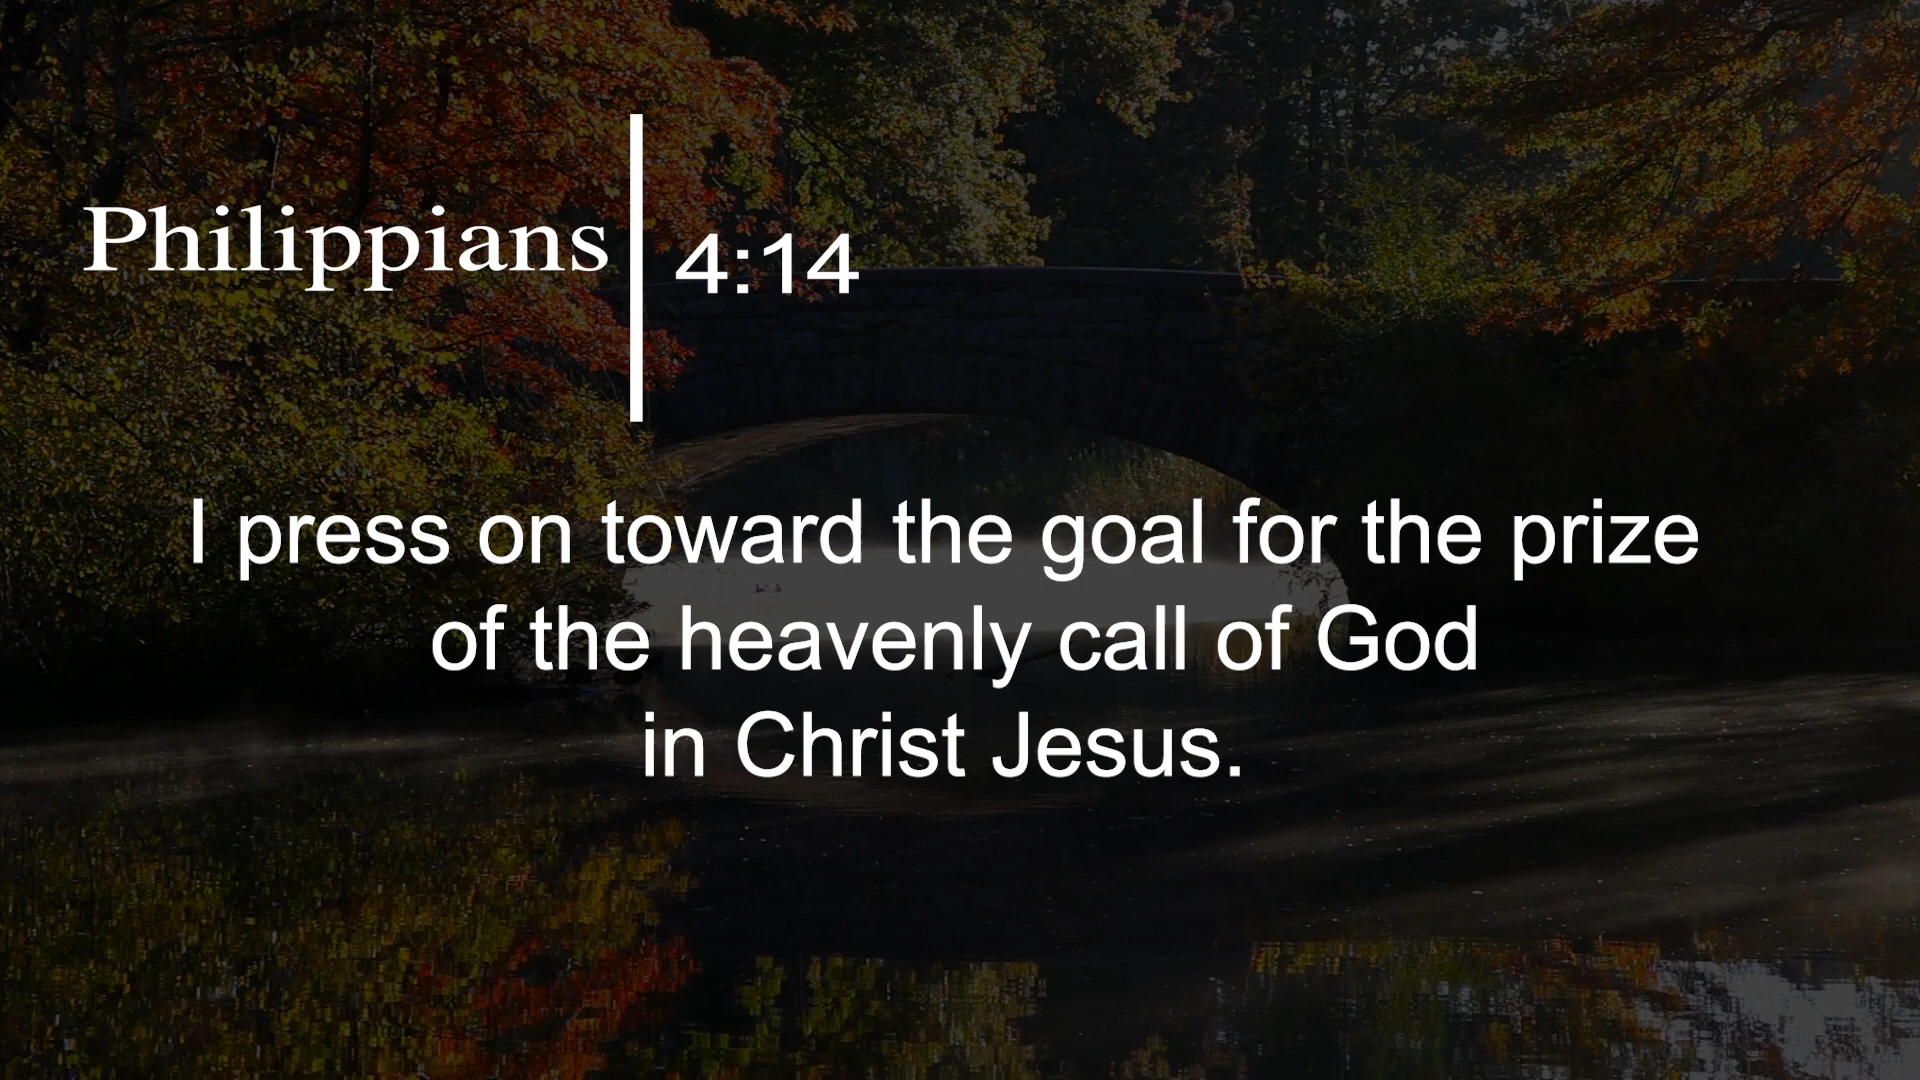 Philippians 4:14
I press on toward the goal for the prize
of the heavenly call of God
in Christ Jesus.